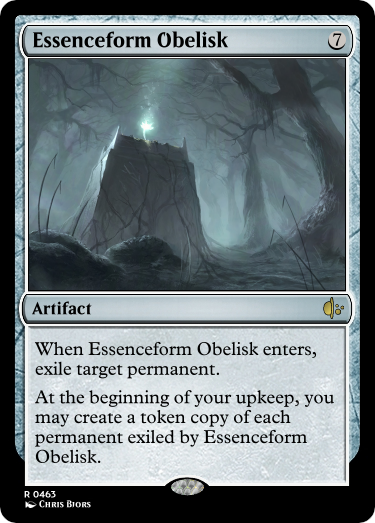 Essenceform Obelisk 7
Artifact
When Essenceform Obelisk enters,
exile target permanent.
At the beginning of your upkeep, you
may create a token copy of each
permanent exiled by Essenceform
Obelisk.
R 0463
Chris Bjors